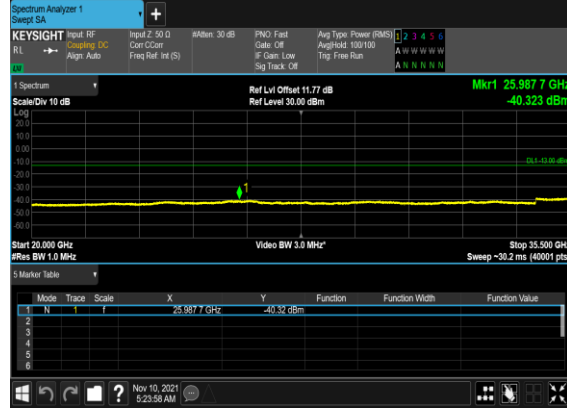 Spectrum Analyzer 1
Swept SA
+
KEYSIGHT Input: RF Input Z: 50 Ω #Atten: 30 dB PNO: Fast Avg Type: Power (RMS) 1 2 3 4 5 6
RL Coupling: DC Corr CCorr Gate: Off Avg|Hold: 100/100 A W W W W W
Align: Auto Freq Ref: Int (S) IF Gain: Low Trig: Free Run
Sig Track: Off A N N N N N
1 Spectrum Ref Lvl Offset 11.77 dB Mkr1 25.987 7 GHz
Scale/Div 10 dB Ref Level 30.00 dBm -40.323 dBm
Log
20.0
10.0
0.00
-10.0 DL1 -13.00 dBm
-20.0
-30.0
-40.0 1
-50.0
-60.0
Start 20.000 GHz Video BW 3.0 MHz* Stop 35.500 GHz
#Res BW 1.0 MHz Sweep ~30.2 ms (40001 pts)
5 Marker Table
Mode Trace Scale X Y Function Function Width Function Value
1 N 1 f 25.987 7 GHz -40.32 dBm
2
3
4
5
6
? Nov 10, 2021
5:23:58 AM